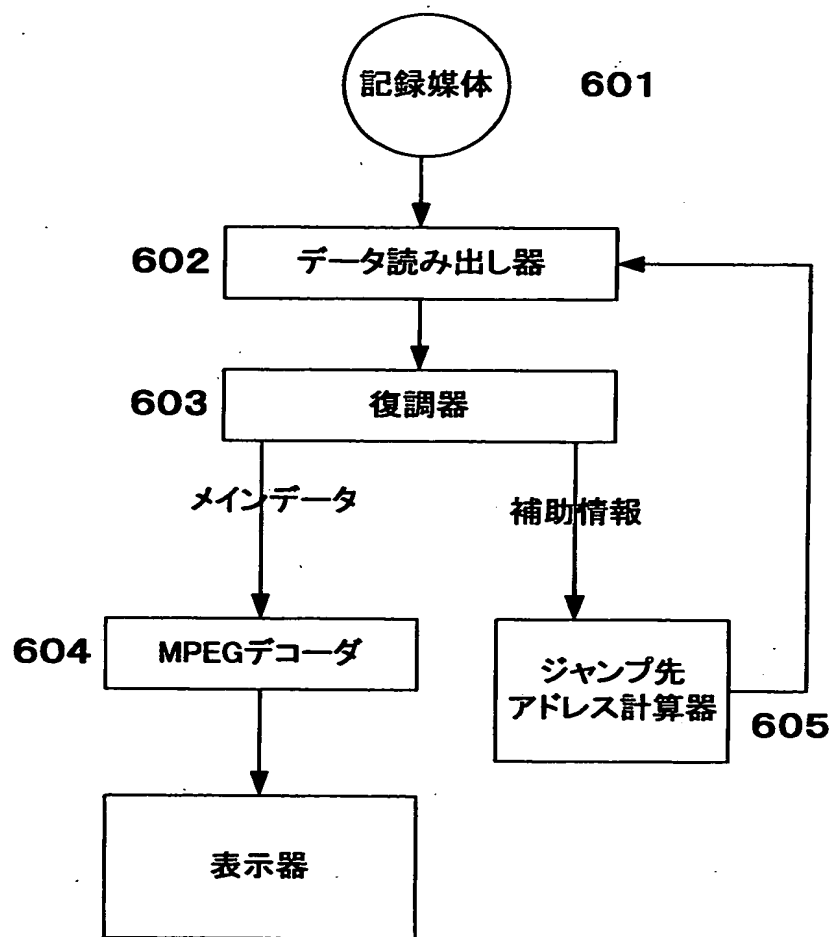 記録媒体
601
602
データ読み出し器
603
復調器
メインデータ
補助情報
604
MPEGデコーダ
ジャンプ先
アドレス計算器
605
表示器